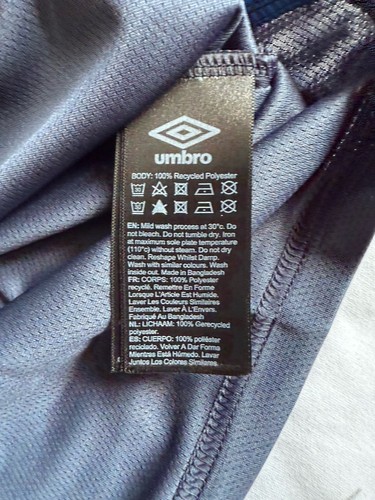 umbro
BODY: 100% Recycled Polyester
EN: Mild wash process at 30°c. Do
not bleach. Do not tumble dry. Iron
at maximum sole plate temperature
(110°c) without steam. Do not dry
clean. Reshape Whilst Damp.
Wash with similar colours. Wash
inside out. Made in Bangladesh
FR: CORPS: 100% Polyester
recyclé. Remettre En Forme
Lorsque L'Article Est Humide.
Laver Les Couleurs Similaires
Ensemble. Laver À L'Envers.
Fabriqué Au Bangladesh
NL: LICHAAM: 100% Gerecycled
polyester.
ES: CUERPO: 100% poliéster
reciclado. Volver A Dar Forma
Mientras Está Húmedo. Lavar
Juntos Los Colores Similares.